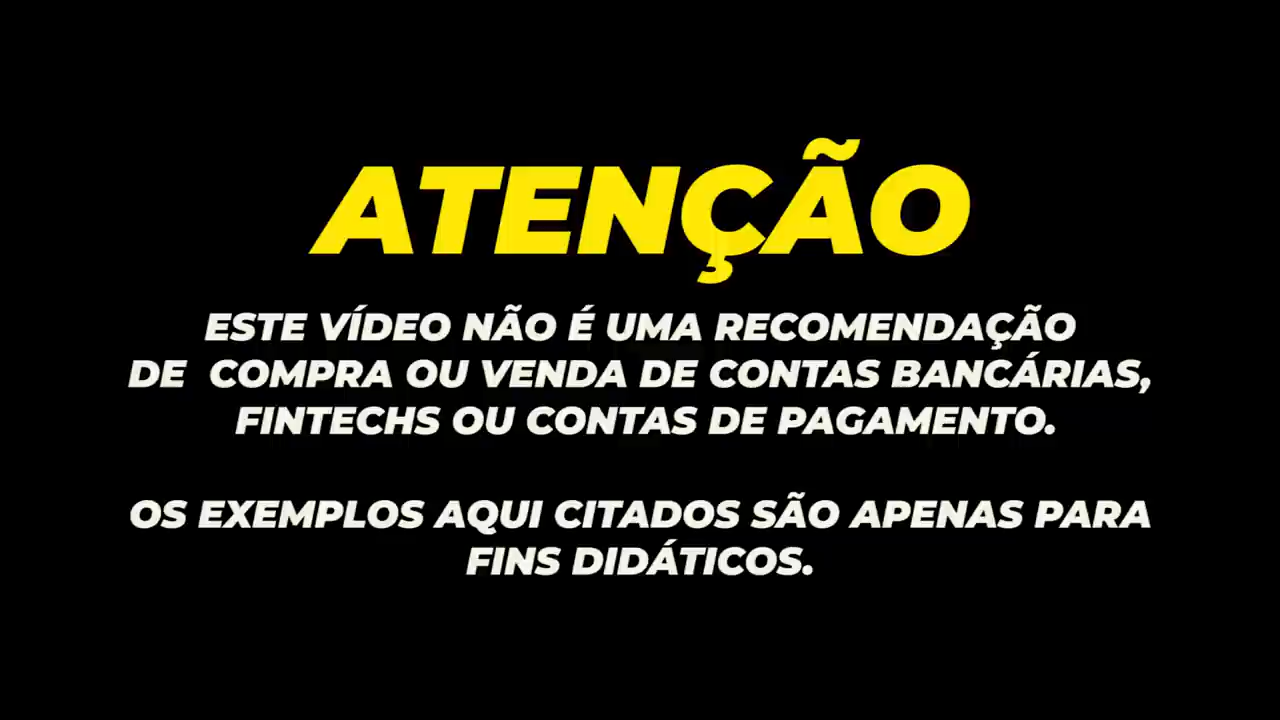 ATENÇÃO
ESTE VÍDEO NÃO É UMA RECOMENDAÇÃO
DE COMPRA OU VENDA DE CONTAS BANCÁRIAS,
FINTECHS OU CONTAS DE PAGAMENTO.
OS EXEMPLOS AQUI CITADOS SÃO APENAS PARA
FINS DIDÁTICOS.